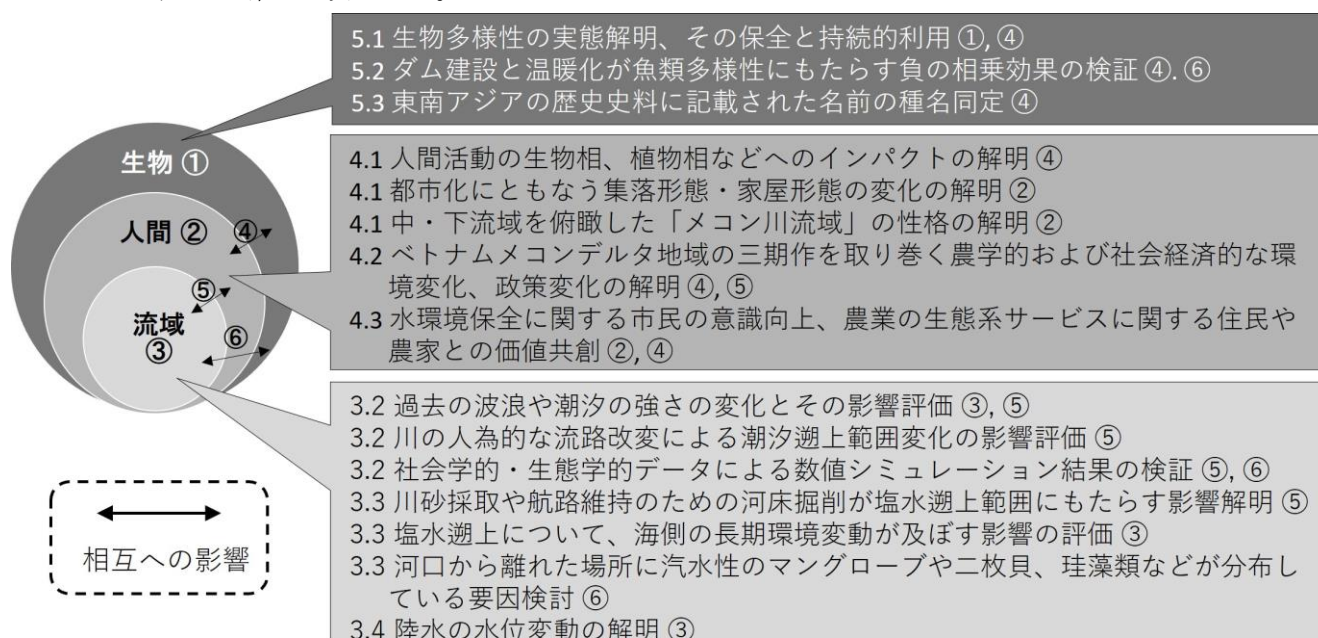 5.1 生物多様性の実態解明、その保全と持続的利用 ①, ④
5.2 ダム建設と温暖化が魚類多様性にもたらす負の相乗効果の検証 ④. ⑥
5.3 東南アジアの歴史史料に記載された名前の種名同定 ④
生物 ①
人間 ②
④
⑤
流域
③
⑥
4.1 人間活動の生物相、植物相などへのインパクトの解明 ④
4.1 都市化にともなう集落形態・家屋形態の変化の解明 ②
4.1 中・下流域を俯瞰した「メコン川流域」の性格の解明 ②
4.2 ベトナムメコンデルタ地域の三期作を取り巻く農学的および社会経済的な環
境変化、政策変化の解明 ④, ⑤
4.3 水環境保全に関する市民の意識向上、農業の生態系サービスに関する住民や
農家との価値共創 ②, ④
3.2 過去の波浪や潮汐の強さの変化とその影響評価 ③, ⑤
3.2 川の人為的な流路改変による潮汐遡上範囲変化の影響評価 ⑤
3.2 社会学的・生態学的データによる数値シミュレーション結果の検証 ⑤, ⑥
3.3 川砂採取や航路維持のための河床掘削が塩水遡上範囲にもたらす影響解明 ⑤
3.3 塩水遡上について、海側の長期環境変動が及ぼす影響の評価 ③
3.3 河口から離れた場所に汽水性のマングローブや二枚貝、珪藻類などが分布し
ている要因検討 ⑥
3.4 陸水の水位変動の解明 ③
相互への影響